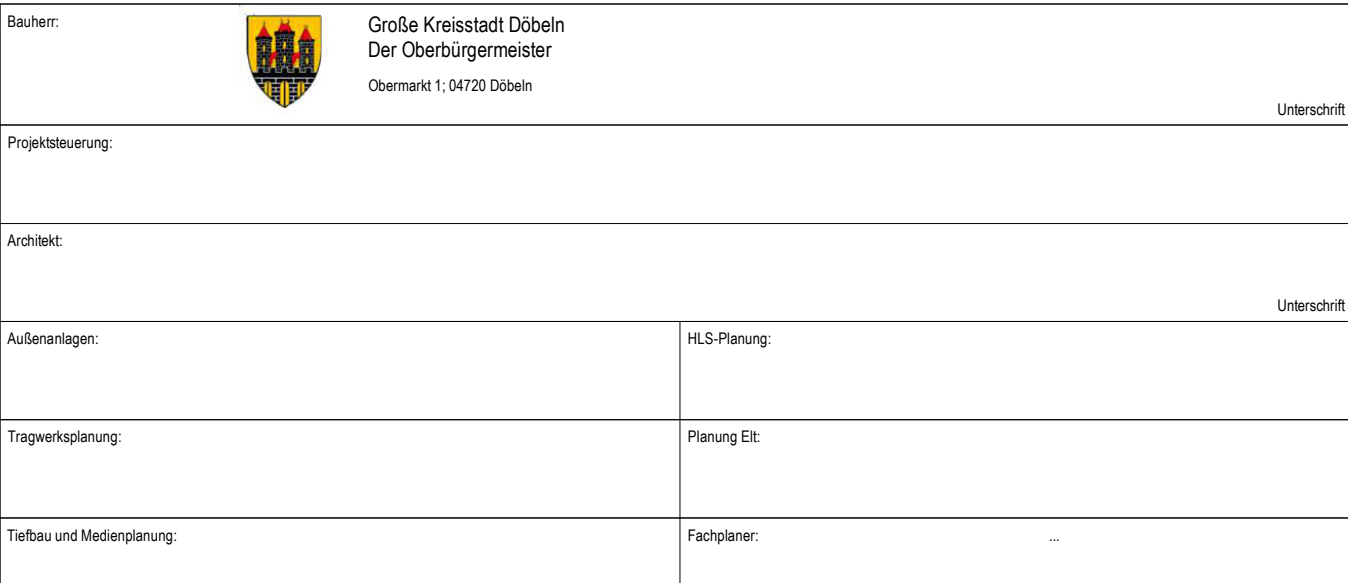 Bauherr:
Große Kreisstadt Döbeln
Der Oberbürgermeister
Obermarkt 1; 04720 Döbeln
Unterschrift
Projektsteuerung:
Architekt:
Unterschrift
Außenanlagen:
HLS-Planung:
Tragwerksplanung:
Planung Elt:
Tiefbau und Medienplanung:
Fachplaner: ...